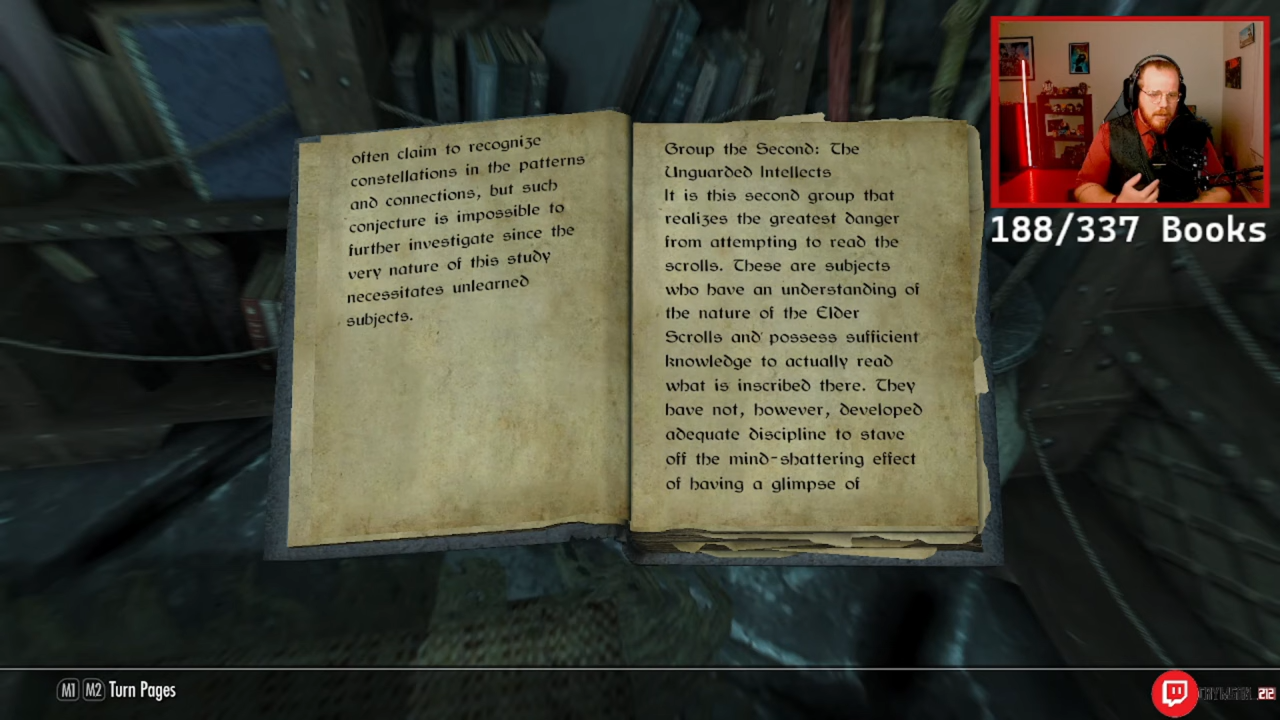 often claim to recognize
constellations in the patterns
and connections, but such
conjecture is impossible to
further investigate since the
very nature of this study
necessitates unlearned
subjects.
Group the Second: The
Unguarded Intellects
It is this second group that
realizes the greatest danger
from attempting to read the
scrolls. These are subjects
who have an understanding of
the nature of the Elder
Scrolls and possess sufficient
knowledge to actually read
what is inscribed there. They
have not, however, developed
adequate discipline to stave
off the mind-shattering effect
of having a glimpse of
188/337 Books
M1 M2 Turn Pages